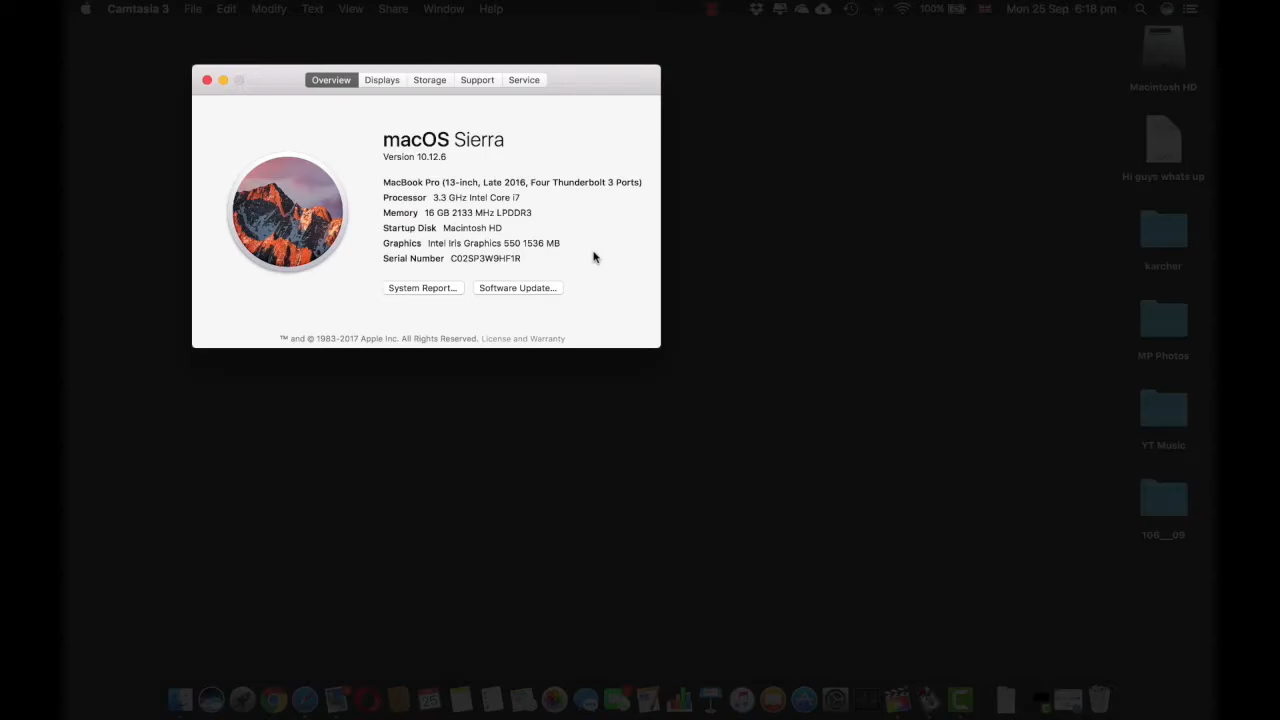 Camtasia 3 File Edit Modify Text View Share Window Help 100% Mon 25 Sep 6:18 pm
Overview Displays Storage Support Service
macOS Sierra
Version 10.12.6
MacBook Pro (13-inch, Late 2016, Four Thunderbolt 3 Ports)
Processor 3.3 GHz Intel Core i7
Memory 16 GB 2133 MHz LPDDR3
Startup Disk Macintosh HD
Graphics Intel Iris Graphics 550 1536 MB
Serial Number C02SP3W9HF1R
System Report... Software Update...
™ and © 1983-2017 Apple Inc. All Rights Reserved. License and Warranty
Macintosh HD
Hi guys whats up
karcher
MP Photos
YT Music
106___09